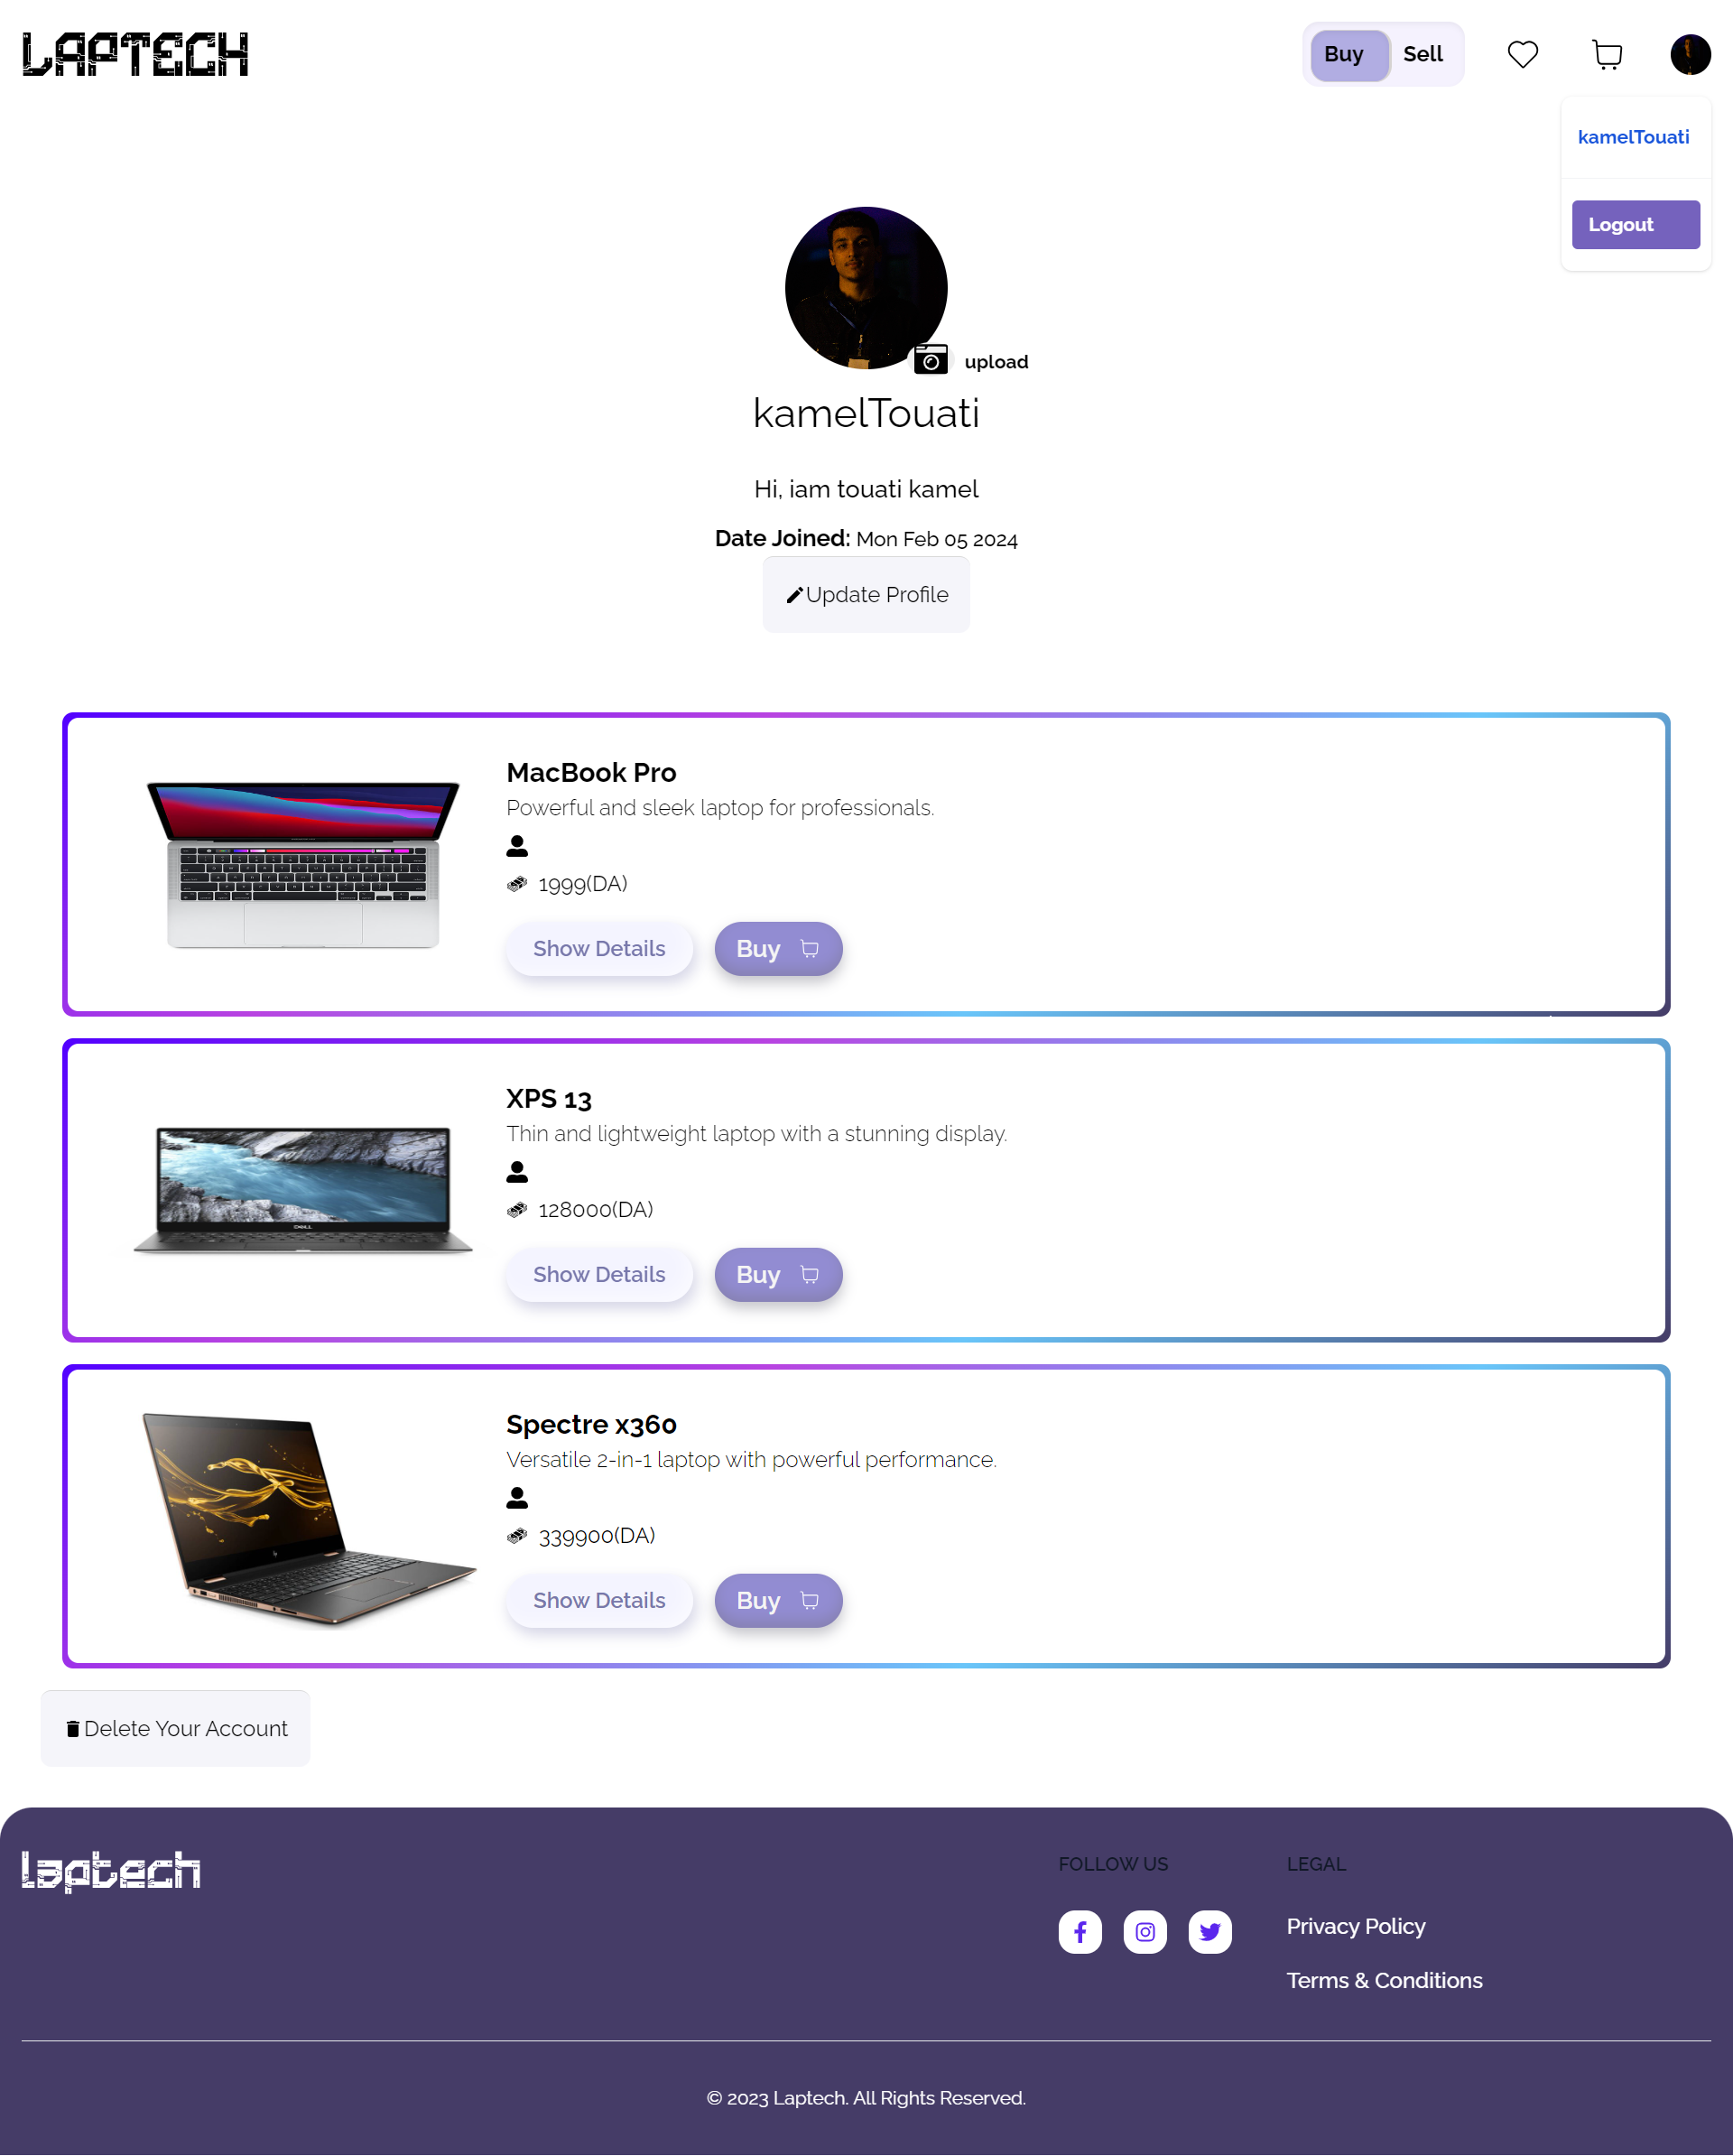 LAPTECH
Buy Sell
kamelTouati
Logout
upload
kamelTouati
Hi, iam touati kamel
Date Joined: Mon Feb 05 2024
Update Profile
MacBook Pro
Powerful and sleek laptop for professionals.
1999(DA)
Show Details Buy
XPS 13
Thin and lightweight laptop with a stunning display.
128000(DA)
Show Details Buy
DELL
Spectre x360
Versatile 2-in-1 laptop with powerful performance.
339900(DA)
Show Details Buy
Delete Your Account
laptech
FOLLOW US
LEGAL
Privacy Policy
Terms & Conditions
© 2023 Laptech. All Rights Reserved.